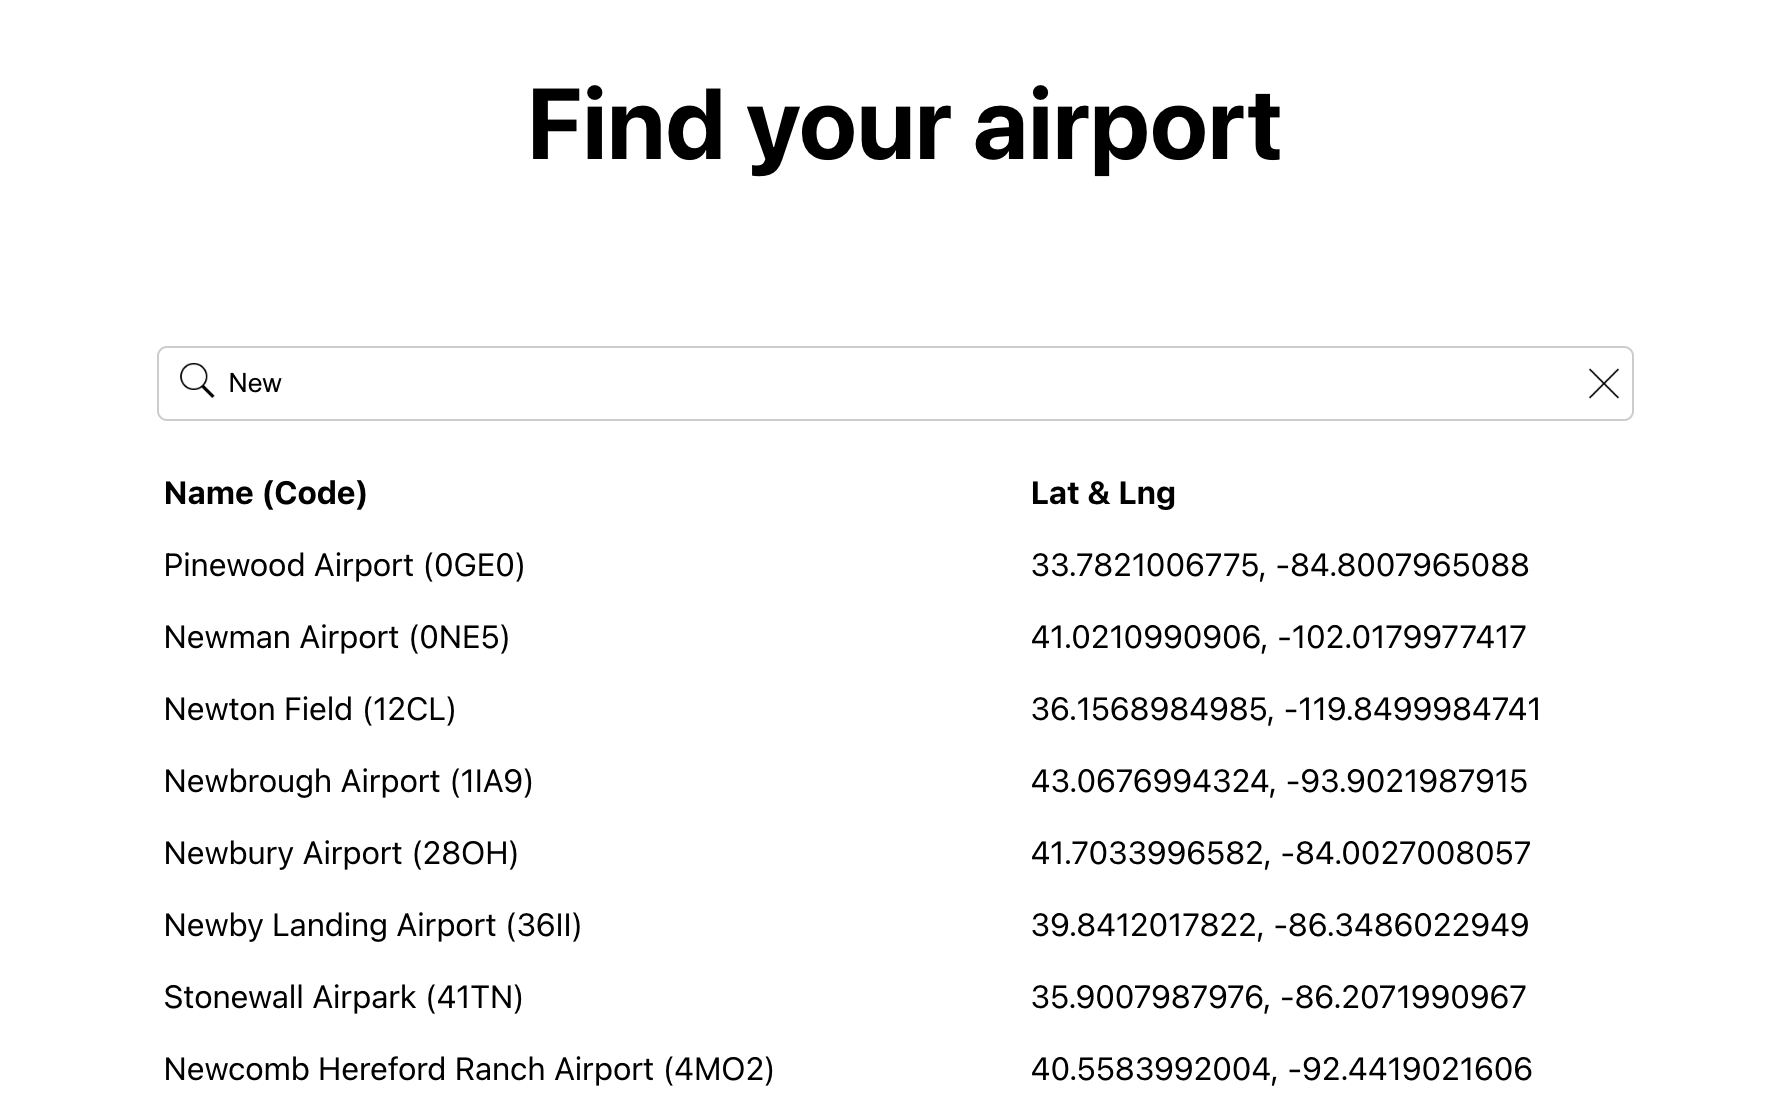 Find your airport
New
Name (Code) Lat & Lng
Pinewood Airport (0GE0) 33.7821006775, -84.8007965088
Newman Airport (0NE5) 41.0210990906, -102.0179977417
Newton Field (12CL) 36.1568984985, -119.8499984741
Newbrough Airport (1IA9) 43.0676994324, -93.9021987915
Newbury Airport (28OH) 41.7033996582, -84.0027008057
Newby Landing Airport (36II) 39.8412017822, -86.3486022949
Stonewall Airpark (41TN) 35.9007987976, -86.2071990967
Newcomb Hereford Ranch Airport (4MO2) 40.5583992004, -92.4419021606